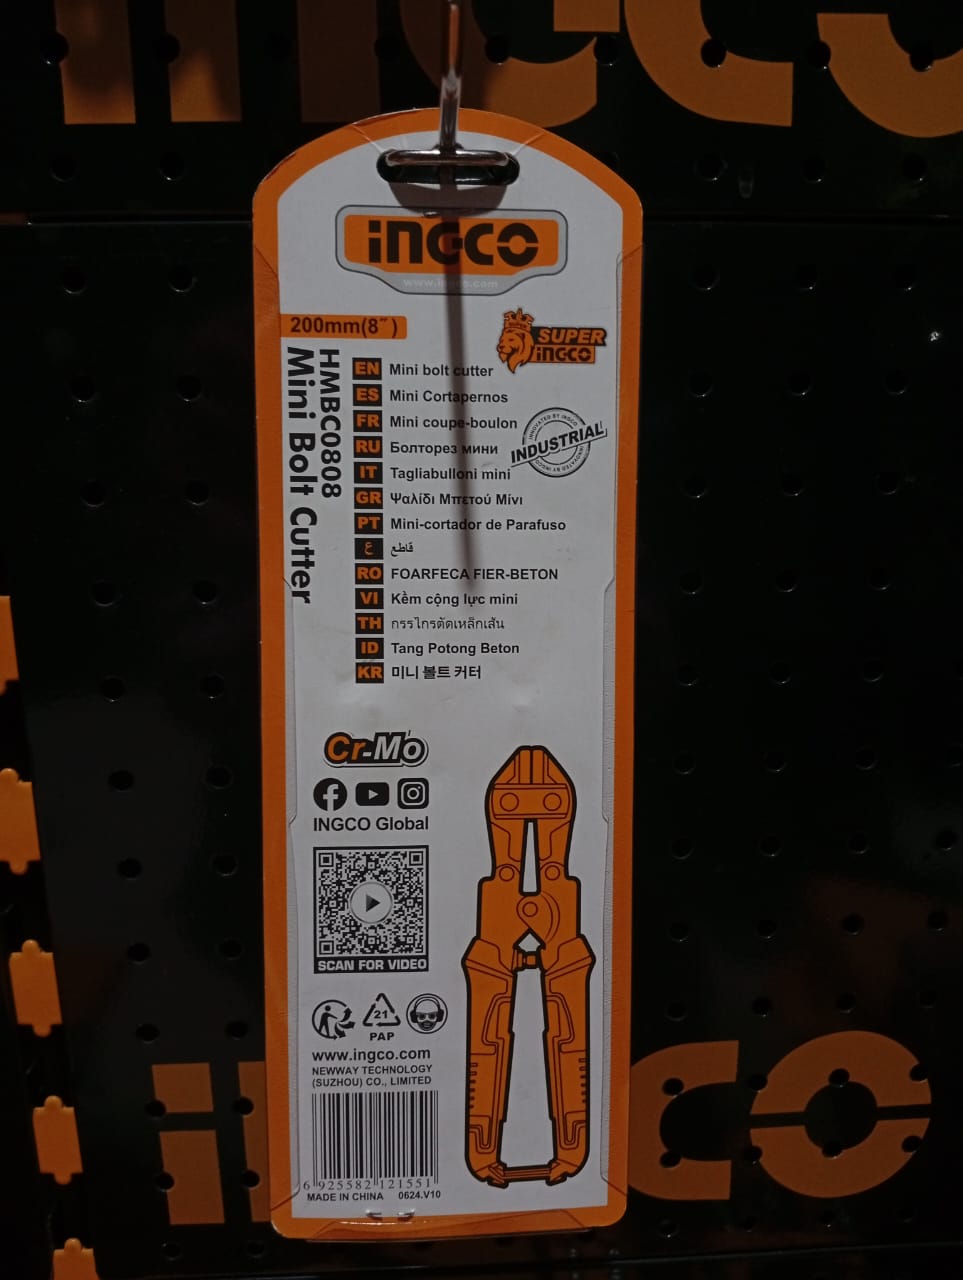 INGCO
www.ingco.com
200mm(8")
SUPER
INGCO
HMBC0808
Mini Bolt Cutter
EN Mini bolt cutter
ES Mini Cortapernos
FR Mini coupe-boulon
RU Болторез мини
IT Tagliabulloni mini
GR Ψαλίδι Μπετού Μίνι
PT Mini-cortador de Parafuso
ع قاطع
RO FOARFECA FIER-BETON
VI Kềm cộng lực mini
TH กรรไกรตัดเหล็กเส้น
ID Tang Potong Beton
KR 미니 볼트 커터
INNOVATED BY INGCO
INDUSTRIAL
INNOVATED BY INGCO
Cr-Mo
INGCO Global
SCAN FOR VIDEO
21
PAP
www.ingco.com
NEWWAY TECHNOLOGY
(SUZHOU) CO., LIMITED
6 925582 121551
MADE IN CHINA 0624.V10